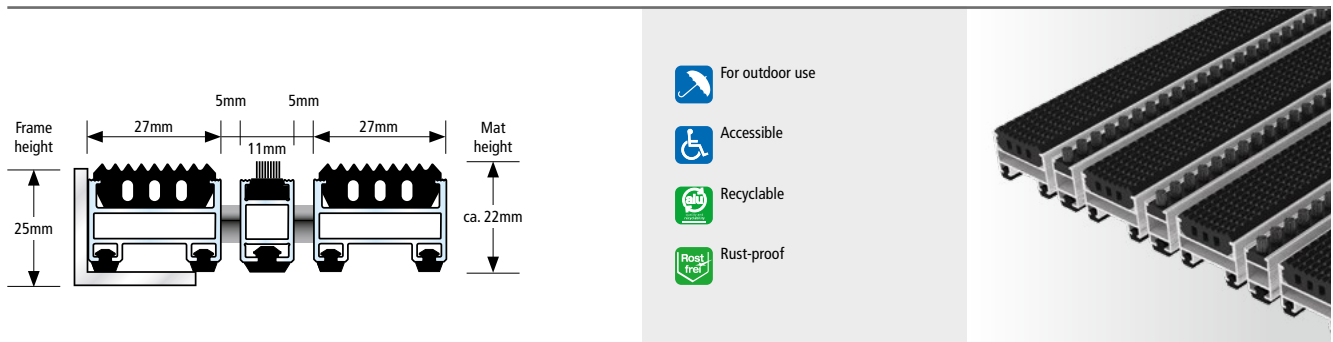 5mm
5mm
Frame
height
27mm
27mm
Mat
height
11mm
25mm
ca. 22mm
For outdoor use
Accessible
alu
Recyclable
Rost
frei
Rust-proof